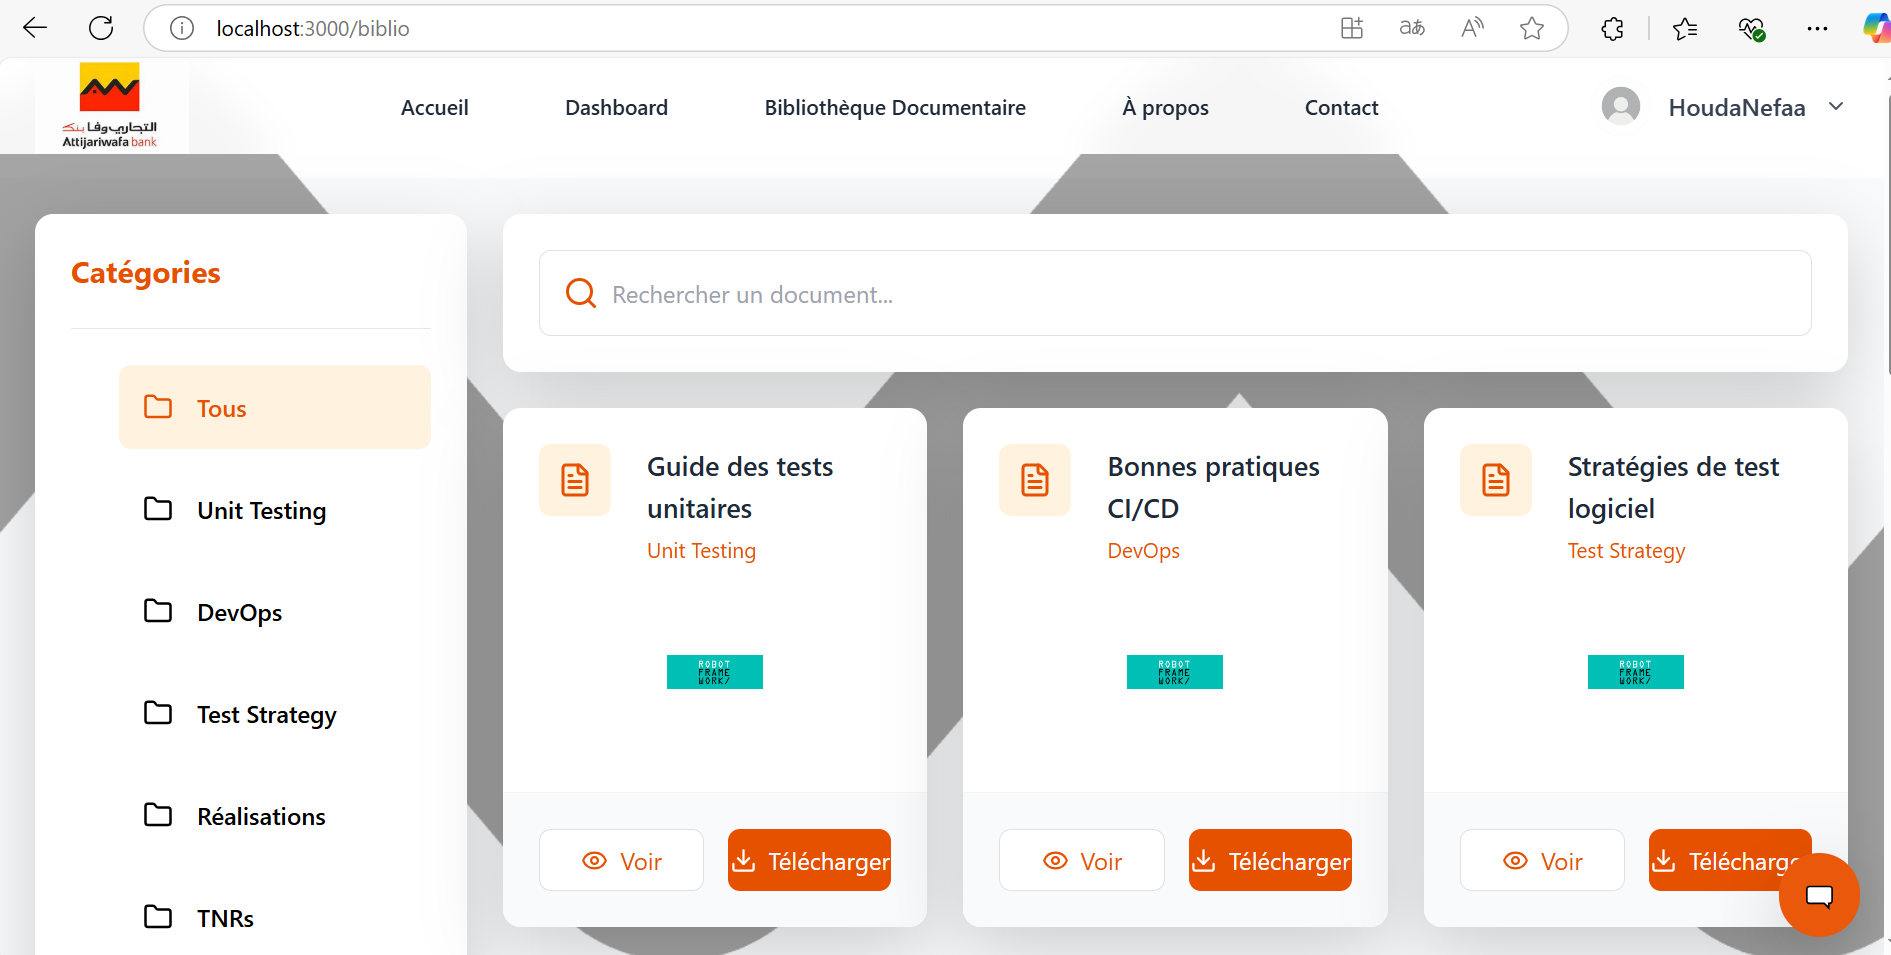 localhost:3000/biblio
التجاري وفا بنك
Attijariwafa bank
Accueil
Dashboard
Bibliothèque Documentaire
À propos
Contact
HoudaNefaa
Catégories
Tous
Unit Testing
DevOps
Test Strategy
Réalisations
TNRs
Rechercher un document...
Guide des tests
unitaires
Unit Testing
ROBOT
FRAME
WORK/
Voir
Télécharger
Bonnes pratiques
CI/CD
DevOps
ROBOT
FRAME
WORK/
Voir
Télécharger
Stratégies de test
logiciel
Test Strategy
ROBOT
FRAME
WORK/
Voir
Télécharg